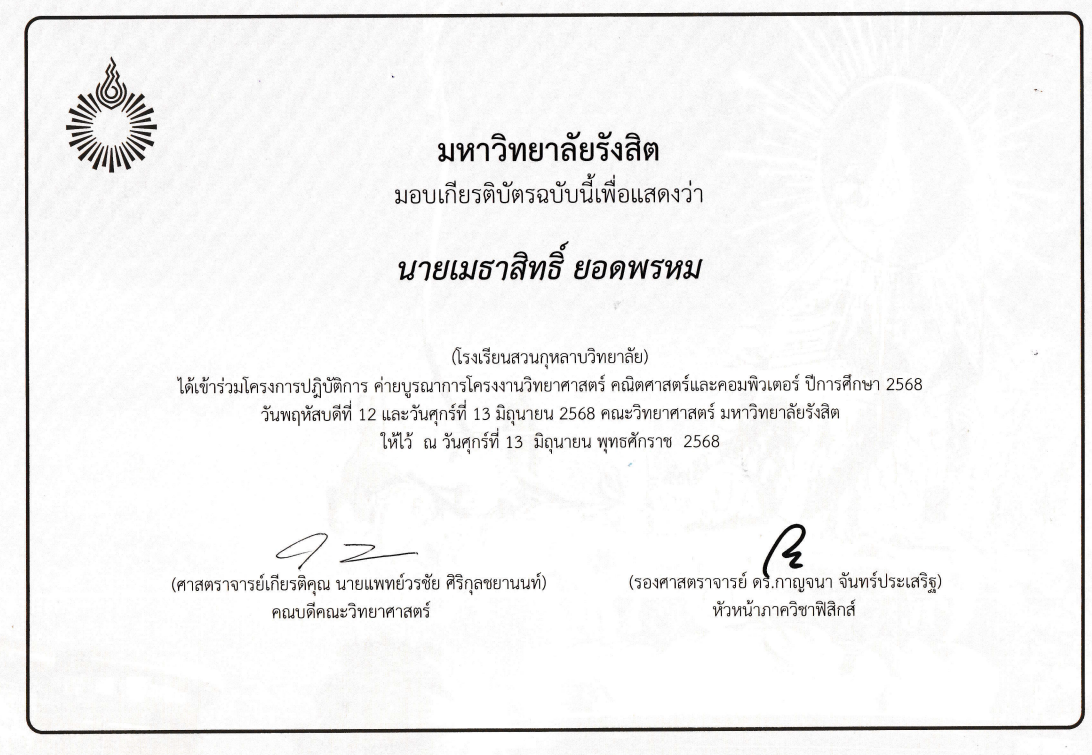 มหาวิทยาลัยรังสิต
มอบเกียรติบัตรฉบับนี้เพื่อแสดงว่า
นายเมธาสิทธิ์ ยอดพรหม
(โรงเรียนสวนกุหลาบวิทยาลัย)
ได้เข้าร่วมโครงการปฏิบัติการ ค่ายบูรณาการโครงงานวิทยาศาสตร์ คณิตศาสตร์และคอมพิวเตอร์ ปีการศึกษา 2568
วันพฤหัสบดีที่ 12 และวันศุกร์ที่ 13 มิถุนายน 2568 คณะวิทยาศาสตร์ มหาวิทยาลัยรังสิต
ให้ไว้ ณ วันศุกร์ที่ 13 มิถุนายน พุทธศักราช 2568
(ศาสตราจารย์เกียรติคุณ นายแพทย์วรชัย ศิริกุลชยานนท์)
คณบดีคณะวิทยาศาสตร์
(รองศาสตราจารย์ ดร.กาญจนา จันทร์ประเสริฐ)
หัวหน้าภาควิชาฟิสิกส์